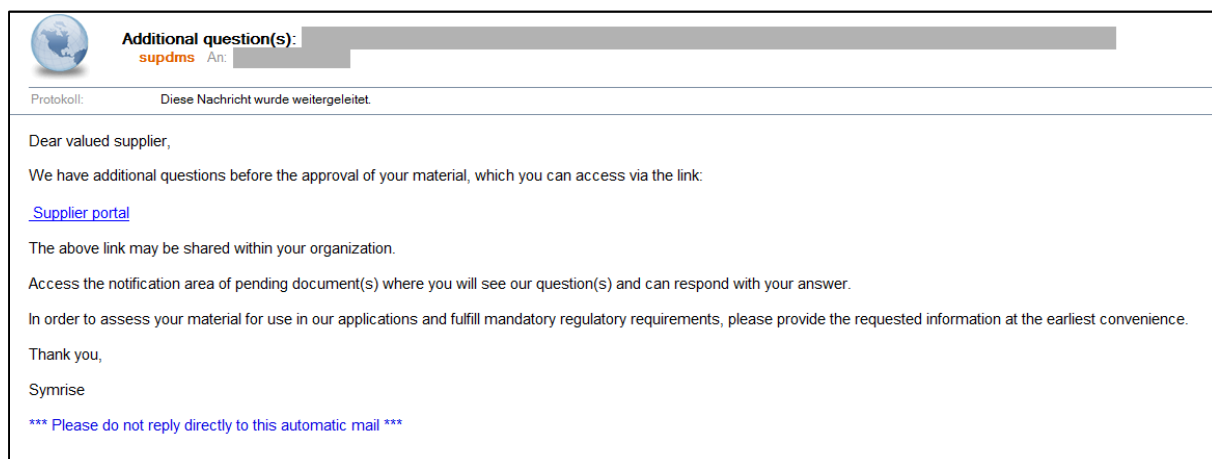 Additional question(s):
supdms An:
Protokoll: Diese Nachricht wurde weitergeleitet.
Dear valued supplier,
We have additional questions before the approval of your material, which you can access via the link:
Supplier portal
The above link may be shared within your organization.
Access the notification area of pending document(s) where you will see our question(s) and can respond with your answer.
In order to assess your material for use in our applications and fulfill mandatory regulatory requirements, please provide the requested information at the earliest convenience.
Thank you,
Symrise
*** Please do not reply directly to this automatic mail ***